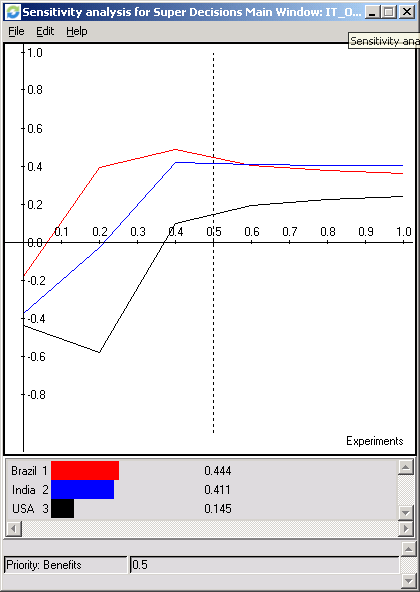 Sensitivity analysis for Super Decisions Main Window: IT_O...
File Edit Help
Sensitivity ana
1.0
0.8
0.6
0.4
0.2
0.0 0.1 0.2 0.3 0.4 0.5 0.6 0.7 0.8 0.9 1.0
-0.2
-0.4
-0.6
-0.8
Experiments
Brazil 1 0.444
India 2 0.411
USA 3 0.145
Priority: Benefits 0.5